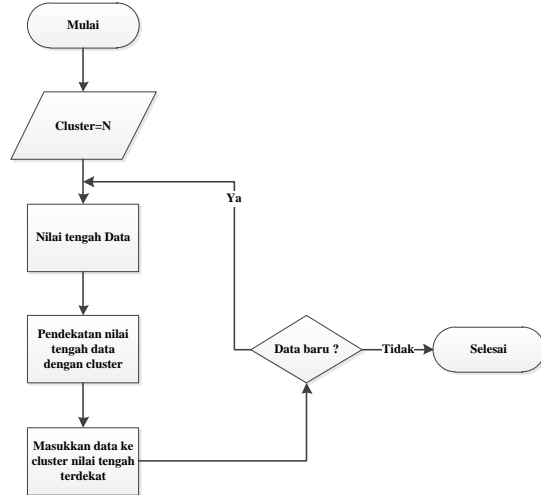 Mulai
Cluster=N
Ya
Nilai tengah Data
Pendekatan nilai
tengah data
dengan cluster
Data baru ?
Tidak
Selesai
Masukkan data ke
cluster nilai tengah
terdekat